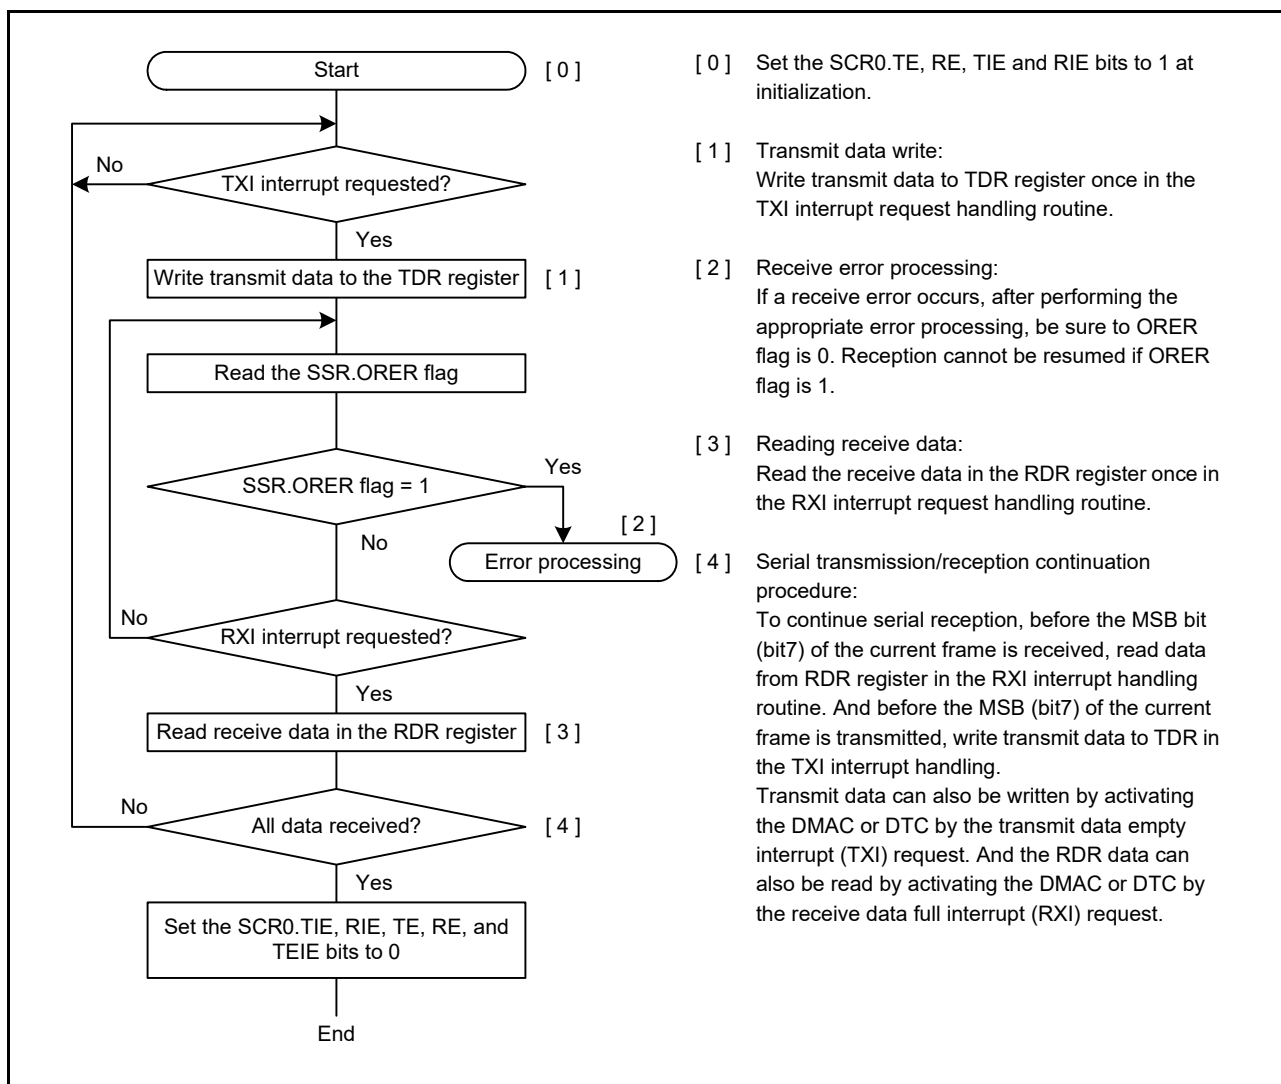 Start
[ 0 ]
No
TXI interrupt requested?
Yes
Write transmit data to the TDR register
[ 1 ]
Read the SSR.ORER flag
SSR.ORER flag = 1
Yes
[ 2 ]
No
Error processing
No
RXI interrupt requested?
Yes
Read receive data in the RDR register
[ 3 ]
No
All data received?
[ 4 ]
Yes
Set the SCR0.TIE, RIE, TE, RE, and
TEIE bits to 0
End
[ 0 ] Set the SCR0.TE, RE, TIE and RIE bits to 1 at
initialization.
[ 1 ] Transmit data write:
Write transmit data to TDR register once in the
TXI interrupt request handling routine.
[ 2 ] Receive error processing:
If a receive error occurs, after performing the
appropriate error processing, be sure to ORER
flag is 0. Reception cannot be resumed if ORER
flag is 1.
[ 3 ] Reading receive data:
Read the receive data in the RDR register once in
the RXI interrupt request handling routine.
[ 4 ] Serial transmission/reception continuation
procedure:
To continue serial reception, before the MSB bit
(bit7) of the current frame is received, read data
from RDR register in the RXI interrupt handling
routine. And before the MSB (bit7) of the current
frame is transmitted, write transmit data to TDR in
the TXI interrupt handling.
Transmit data can also be written by activating
the DMAC or DTC by the transmit data empty
interrupt (TXI) request. And the RDR data can
also be read by activating the DMAC or DTC by
the receive data full interrupt (RXI) request.